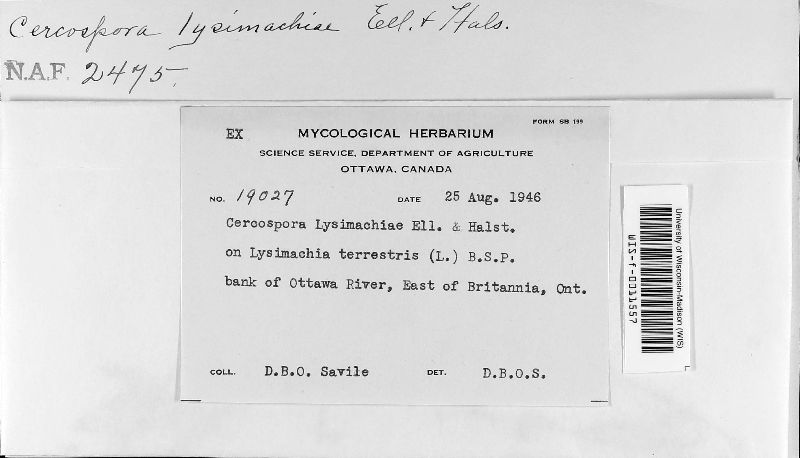 Cercospora lysimachiae Ell. & Hals.
N.A.F. 2475.
FORM SB 199
EX MYCOLOGICAL HERBARIUM
SCIENCE SERVICE, DEPARTMENT OF AGRICULTURE
OTTAWA, CANADA
NO. 19027 DATE 25 Aug. 1946
Cercospora Lysimachiae Ell. & Halst.
on Lysimachia terrestris (L.) B.S.P.
bank of Ottawa River, East of Britannia, Ont.
COLL. D.B.O. Savile DET. D.B.O.S.
University of Wisconsin-Madison (WIS)
WIS-f-0011557